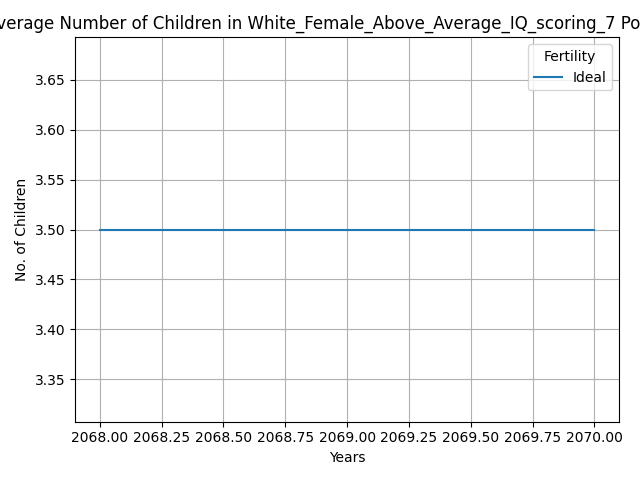 verage Number of Children in White_Female_Above_Average_IQ_scoring_7 Po
Fertility
Ideal
3.65
3.60
3.55
3.50
3.45
3.40
3.35
No. of Children
2068.00 2068.25 2068.50 2068.75 2069.00 2069.25 2069.50 2069.75 2070.00
Years